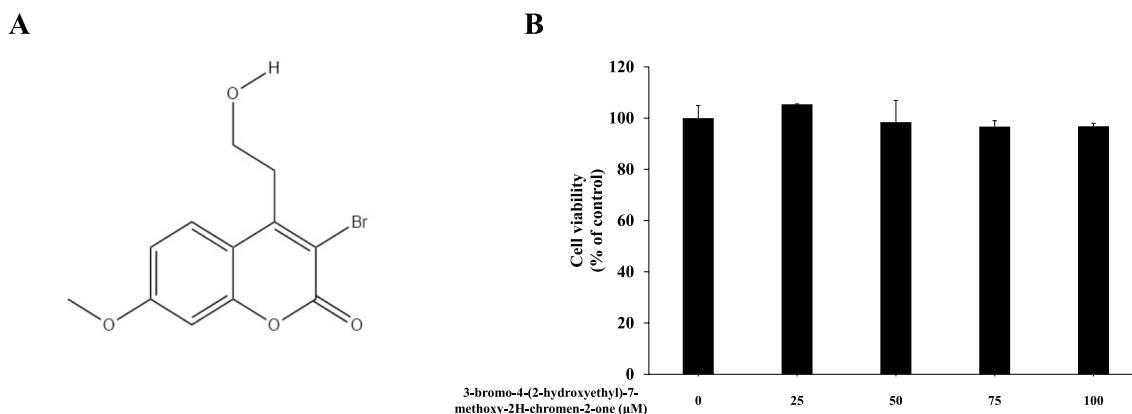 A
B
H
O
Br
O
O
O
Cell viability
(% of control)
120
100
80
60
40
20
0
3-bromo-4-(2-hydroxyethyl)-7-
methoxy-2H-chromen-2-one (µM)
0 25 50 75 100